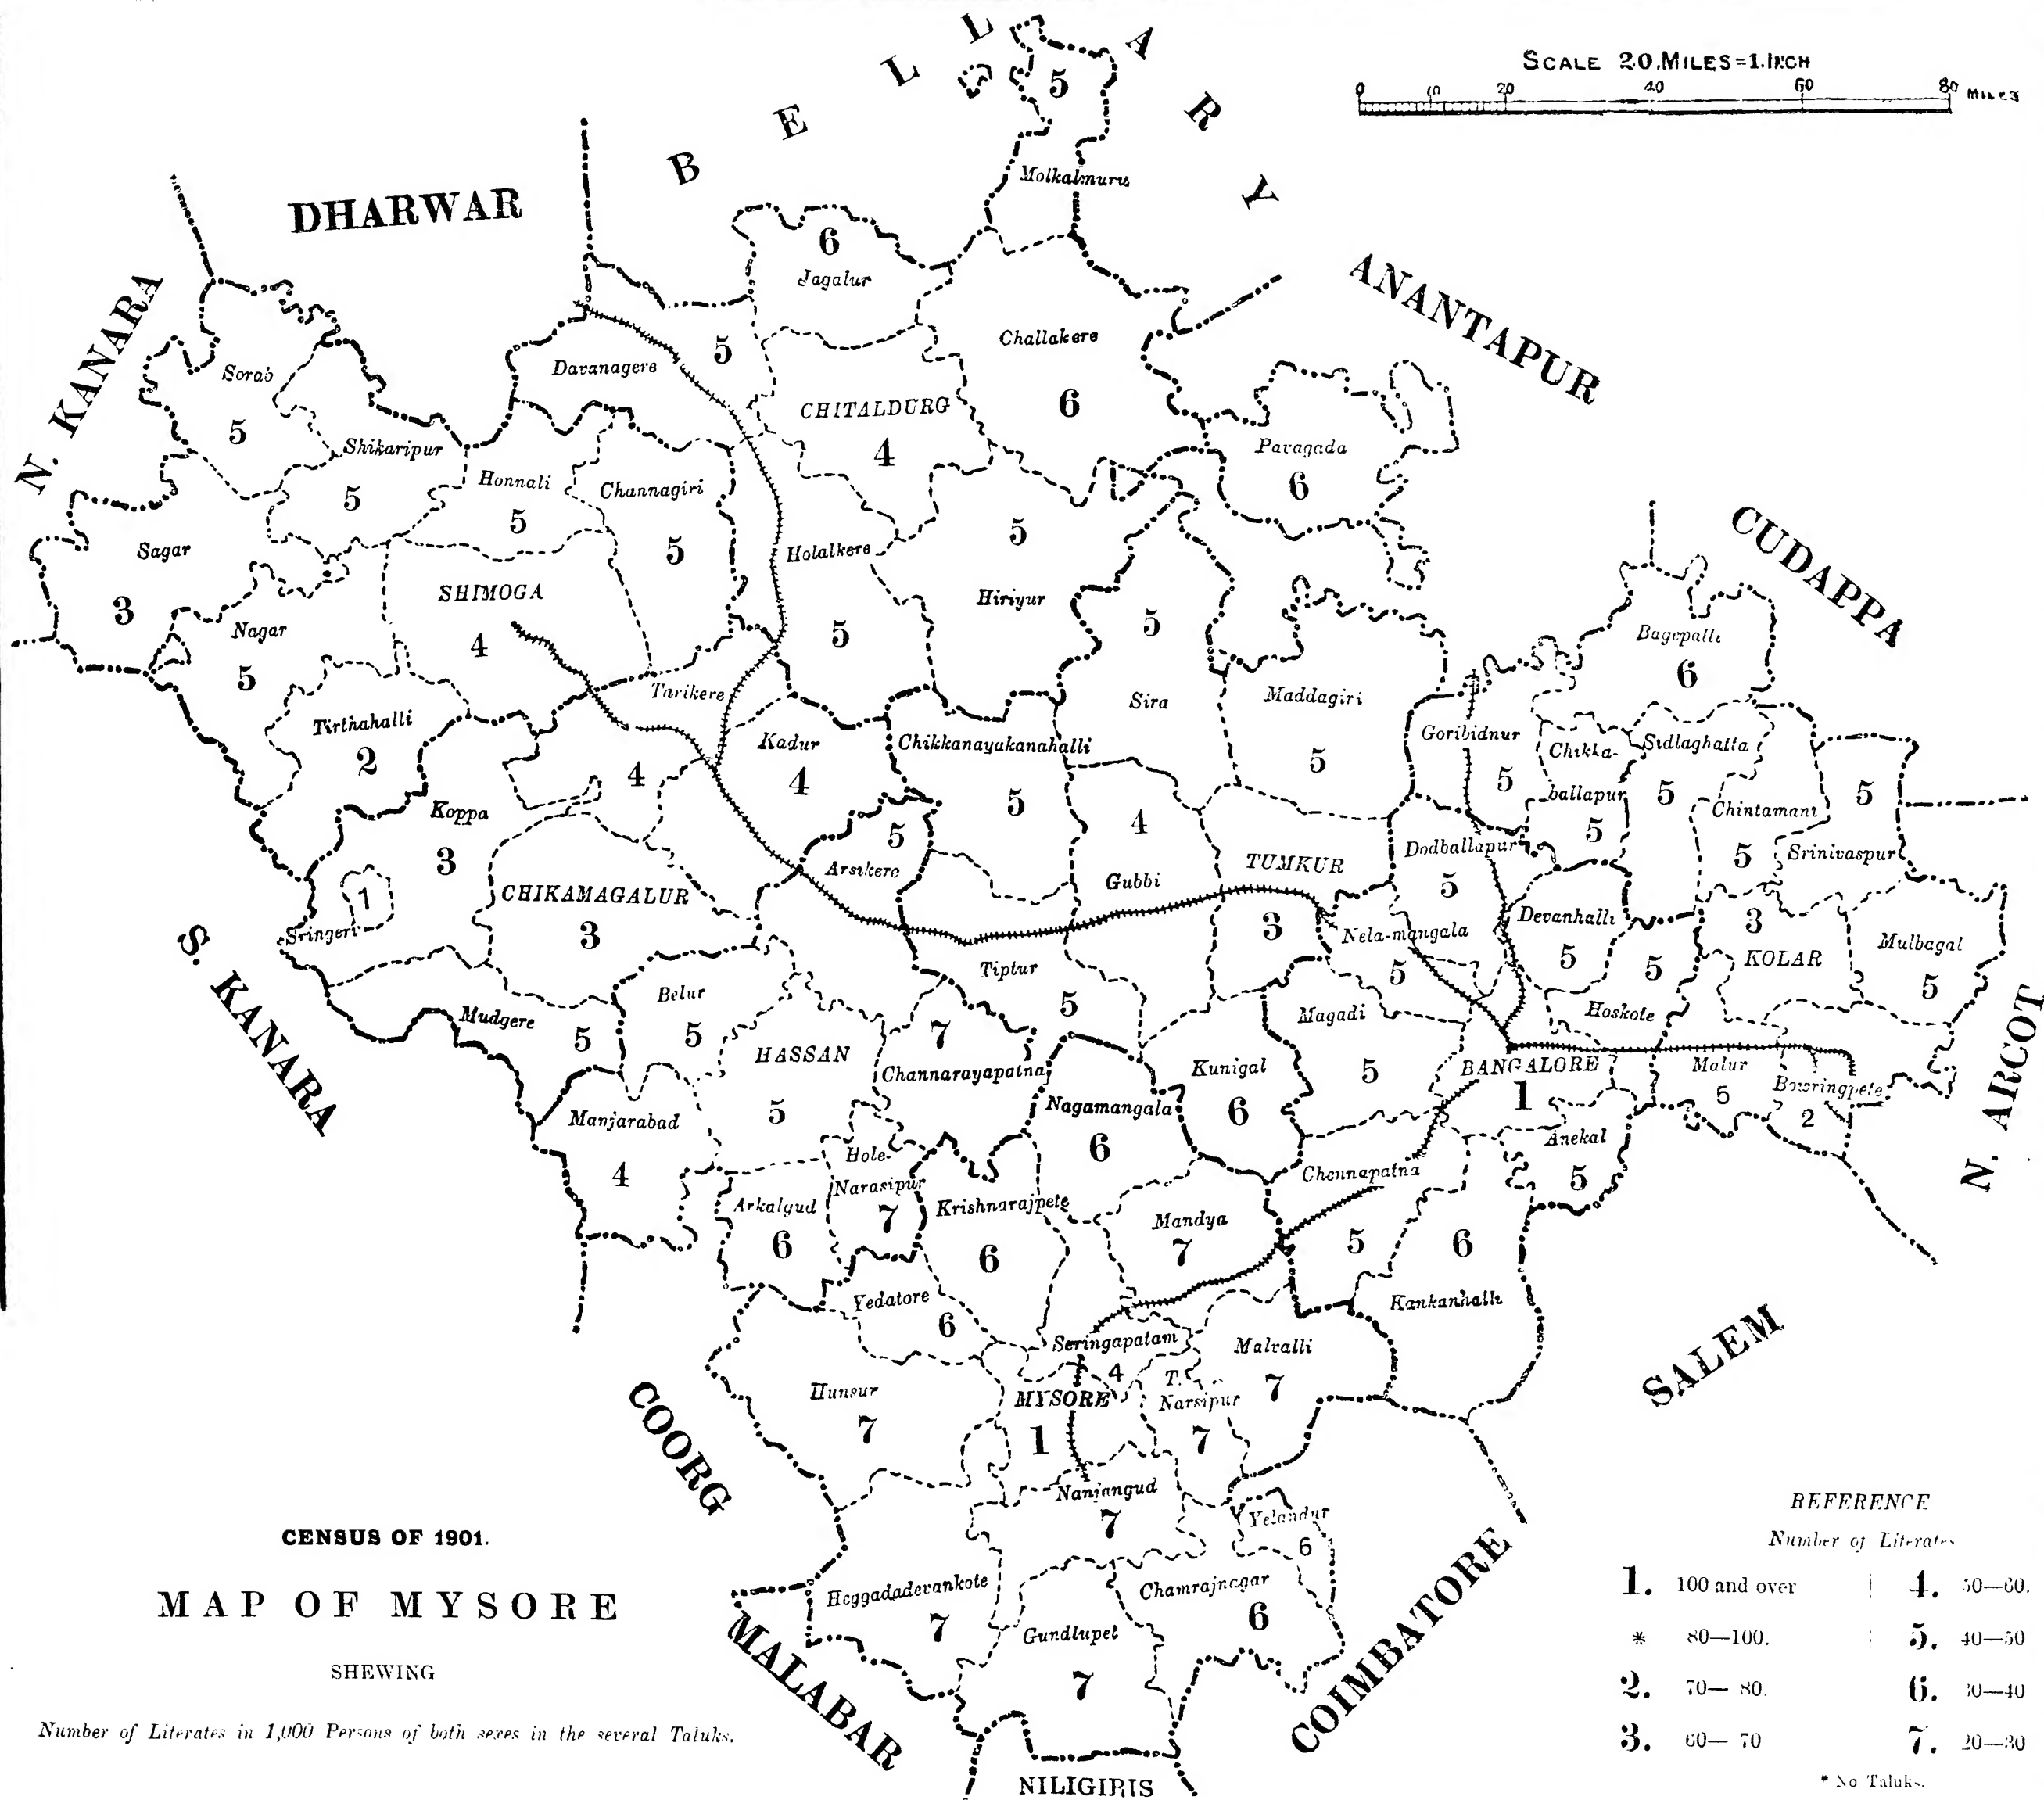 BELLARY
SCALE 20.MILES=1.INCH
0 10 20 40 60 80 MILES
5
Molkalmuru
DHARWAR
N. KANARA
ANANTAPUR
6
Jagalur
Challakere
6
Davanagere
5
CHITALDURG
4
Sorab
5
Shikaripur
5
Honnali
5
Channagiri
5
Pavagada
6
CUDAPPA
Sagar
3
Nagar
5
SHIMOGA
4
Holalkere
5
5
Hiriyur
5
Sira
Maddagiri
5
Bagepalli
6
Tirthahalli
2
Tarikere
4
Kadur
4
Chikkanayakanahalli
5
4
Gubbi
Goribidnur
5
Chikka-
ballapur
5
Sidlaghatta
5
Chintamani
5
5
Srinivaspur
Koppa
3
1
Sringeri
CHIKAMAGALUR
3
5
Arsikere
TUMKUR
3
Dodballapur
5
Nela-mangala
5
Devanhalli
5
5
Hoskote
3
KOLAR
Mulbagal
5
S. KANARA
Mudgere
5
Belur
5
HASSAN
5
Tiptur
5
7
Channarayapatna
Magadi
5
Kunigal
6
BANGALORE
1
Malur
5
Bowringpete
2
N. ARCOT
Manjarabad
4
Nagamangala
6
Hole-
Narasipur
7
Arkalgud
6
Krishnarajpete
6
Mandya
7
Chennapatna
5
Anekal
5
6
Kankanhalli
Yedatore
6
Seringapatam
4
Malvalli
7
SALEM
Hunsur
7
MYSORE
1
T.
Narsipur
7
COORG
Nanjangud
7
Yelandur
6
Heggadadevankote
7
Gundlupet
7
Chamrajnagar
6
MALABAR
COIMBATORE
NILIGIRIS
CENSUS OF 1901.
MAP OF MYSORE
SHEWING
Number of Literates in 1,000 Persons of both sexes in the several Taluks.
REFERENCE
Number of Literates
1. 100 and over 4. 50—60.
* 80—100. 5. 40—50
2. 70— 80. 6. 30—40
3. 60— 70 7. 20—30
* No Taluks.